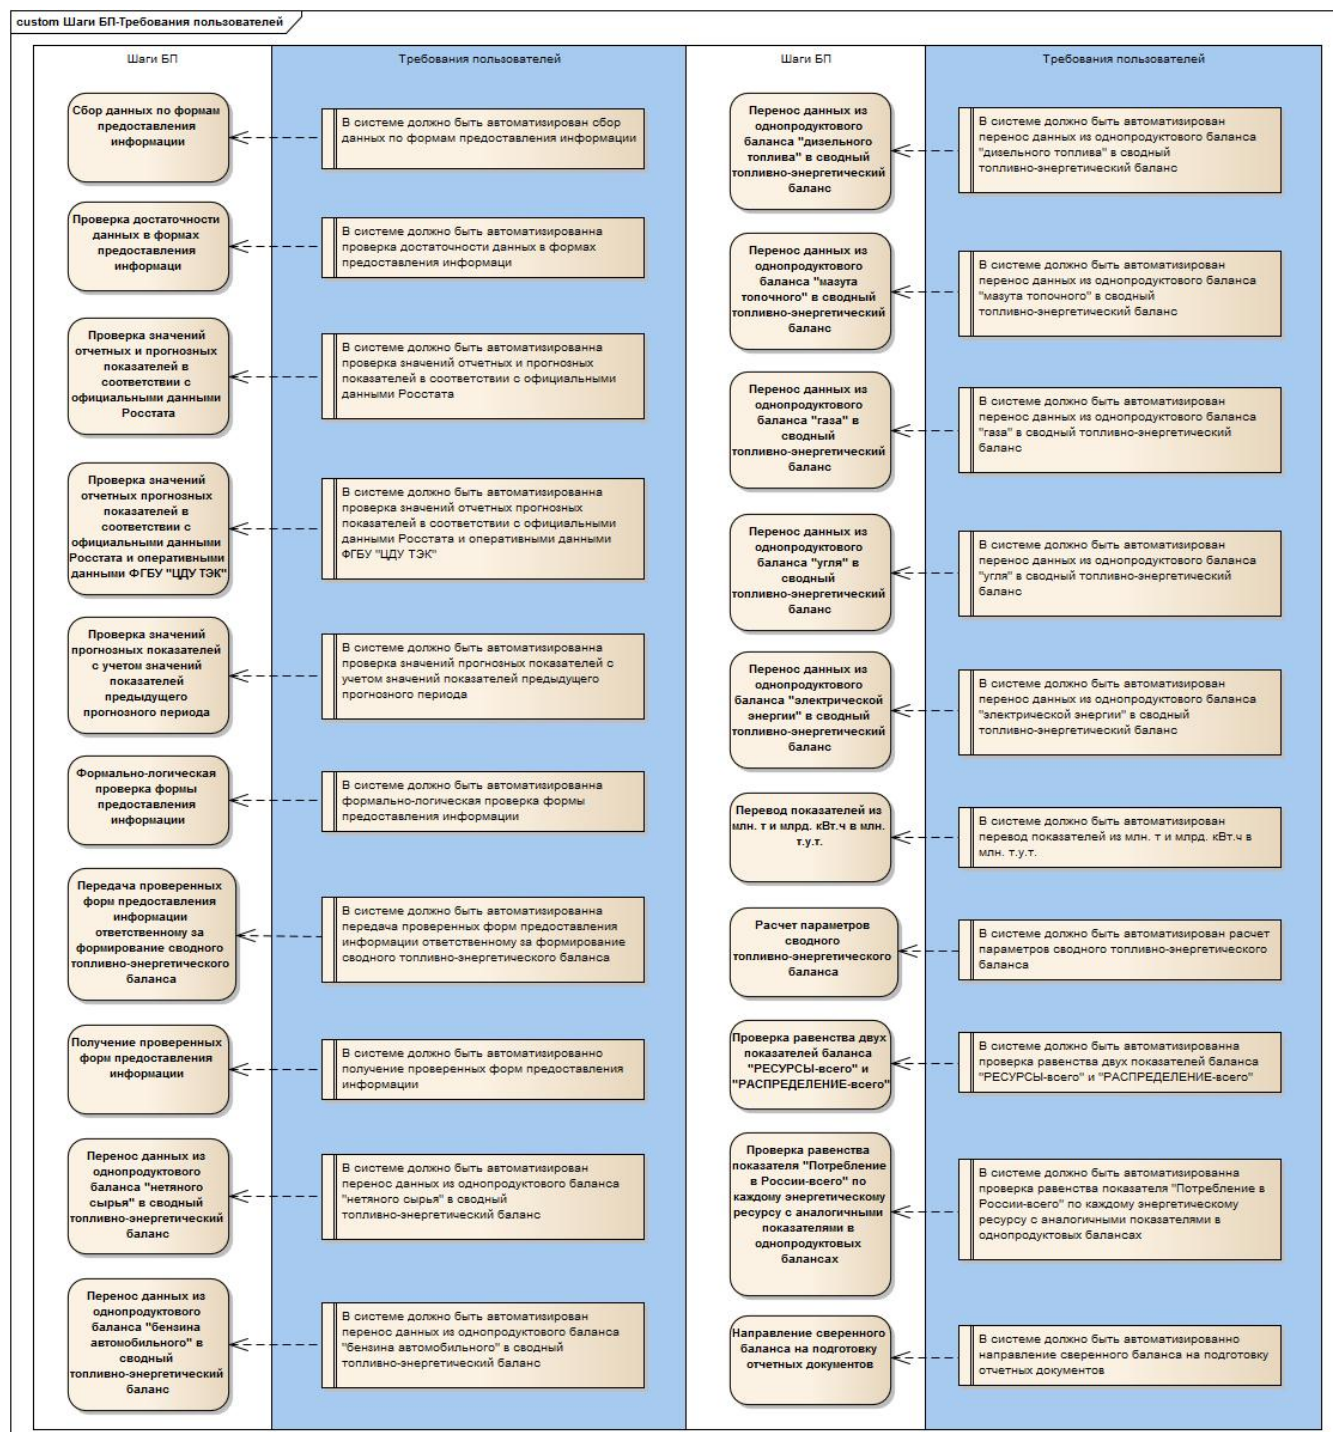 custom Шаги БП-Требования пользователей
Шаги БП
Требования пользователей
Сбор данных по формам
предоставления
информации
В системе должно быть автоматизирован сбор
данных по формам предоставления информации
Проверка достаточности
данных в формах
предоставления
информаци
В системе должно быть автоматизированна
проверка достаточности данных в формах
предоставления информаци
Проверка значений
отчетных и прогнозных
показателей в
соответствии с
официальными данными
Росстата
В системе должно быть автоматизированна
проверка значений отчетных и прогнозных
показателей в соответствии с официальными
данными Росстата
Проверка значений
отчетных прогнозных
показателей в
соответствии с
официальными данными
Росстата и оперативными
данными ФГБУ "ЦДУ ТЭК"
В системе должно быть автоматизированна
проверка значений отчетных прогнозных
показателей в соответствии с официальными
данными Росстата и оперативными данными
ФГБУ "ЦДУ ТЭК"
Проверка значений
прогнозных показателей
с учетом значений
показателей
предыдущего
прогнозного периода
В системе должно быть автоматизированна
проверка значений прогнозных показателей с
учетом значений показателей предыдущего
прогнозного периода
Формально-логическая
проверка формы
предоставления
информации
В системе должно быть автоматизированна
формально-логическая проверка формы
предоставления информации
Передача проверенных
форм предоставления
информации
ответственному за
формирование сводного
топливно-энергетического
баланса
В системе должно быть автоматизированна
передача проверенных форм предоставления
информации ответственному за формирование
сводного топливно-энергетического баланса
Получение проверенных
форм предоставления
информации
В системе должно быть автоматизированно
получение проверенных форм предоставления
информации
Перенос данных из
однопродуктового
баланса "нетяного
сырья" в сводный
топливно-энергетический
баланс
В системе должно быть автоматизирован
перенос данных из однопродуктового баланса
"нетяного сырья" в сводный
топливно-энергетический баланс
Перенос данных из
однопродуктового
баланса "бензина
автомобильного" в
сводный
топливно-энергетический
баланс
В системе должно быть автоматизирован
перенос данных из однопродуктового баланса
"бензина автомобильного" в сводный
топливно-энергетический баланс
Шаги БП
Требования пользователей
Перенос данных из
однопродуктового
баланса "дизельного
топлива" в сводный
топливно-энергетический
баланс
В системе должно быть автоматизирован
перенос данных из однопродуктового баланса
"дизельного топлива" в сводный
топливно-энергетический баланс
Перенос данных из
однопродуктового
баланса "мазута
топочного" в сводный
топливно-энергетический
баланс
В системе должно быть автоматизирован
перенос данных из однопродуктового баланса
"мазута топочного" в сводный
топливно-энергетический баланс
Перенос данных из
однопродуктового
баланса "газа" в
сводный
топливно-энергетический
баланс
В системе должно быть автоматизирован
перенос данных из однопродуктового баланса
"газа" в сводный топливно-энергетический
баланс
Перенос данных из
однопродуктового
баланса "угля" в
сводный
топливно-энергетический
баланс
В системе должно быть автоматизирован
перенос данных из однопродуктового баланса
"угля" в сводный топливно-энергетический
баланс
Перенос данных из
однопродуктового
баланса "электрической
энергии" в сводный
топливно-энергетический
баланс
В системе должно быть автоматизирован
перенос данных из однопродуктового баланса
"электрической энергии" в сводный
топливно-энергетический баланс
Перевод показателей из
млн. т и млрд. кВт.ч в млн.
т.у.т.
В системе должно быть автоматизирован
перевод показателей из млн. т и млрд. кВт.ч в
млн. т.у.т.
Расчет параметров
сводного
топливно-энергетического
баланса
В системе должно быть автоматизирован расчет
параметров сводного топливно-энергетического
баланса
Проверка равенства двух
показателей баланса
"РЕСУРСЫ-всего" и
"РАСПРЕДЕЛЕНИЕ-всего"
В системе должно быть автоматизированна
проверка равенства двух показателей баланса
"РЕСУРСЫ-всего" и "РАСПРЕДЕЛЕНИЕ-всего"
Проверка равенства
показателя "Потребление
в России-всего" по
каждому энергетическому
ресурсу с аналогичными
показателями в
однопродуктовых
балансах
В системе должно быть автоматизированна
проверка равенства показателя "Потребление в
России-всего" по каждому энергетическому
ресурсу с аналогичными показателями в
однопродуктовых балансах
Направление сверенного
баланса на подготовку
отчетных документов
В системе должно быть автоматизированно
направление сверенного баланса на подготовку
отчетных документов